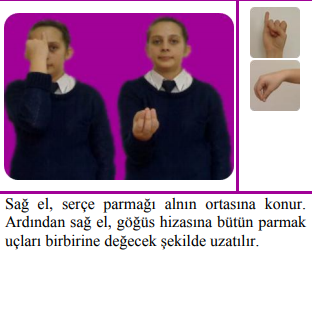 Sağ el, serçe parmağı alnın ortasına konur.
Ardından sağ el, göğüs hizasına bütün parmak
uçları birbirine değecek şekilde uzatılır.